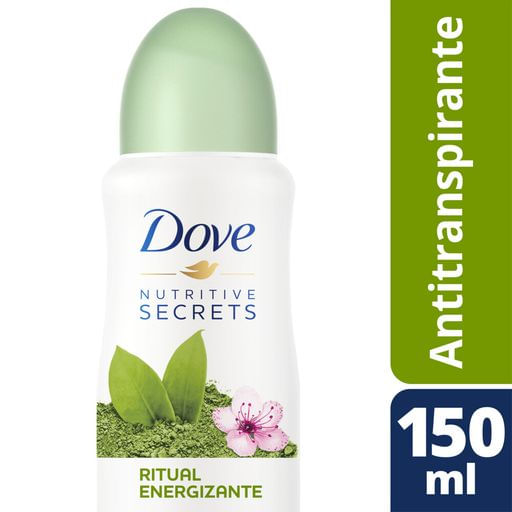 Dove
NUTRITIVE
SECRETS
RITUAL
ENERGIZANTE
Antitranspirante
150
ml